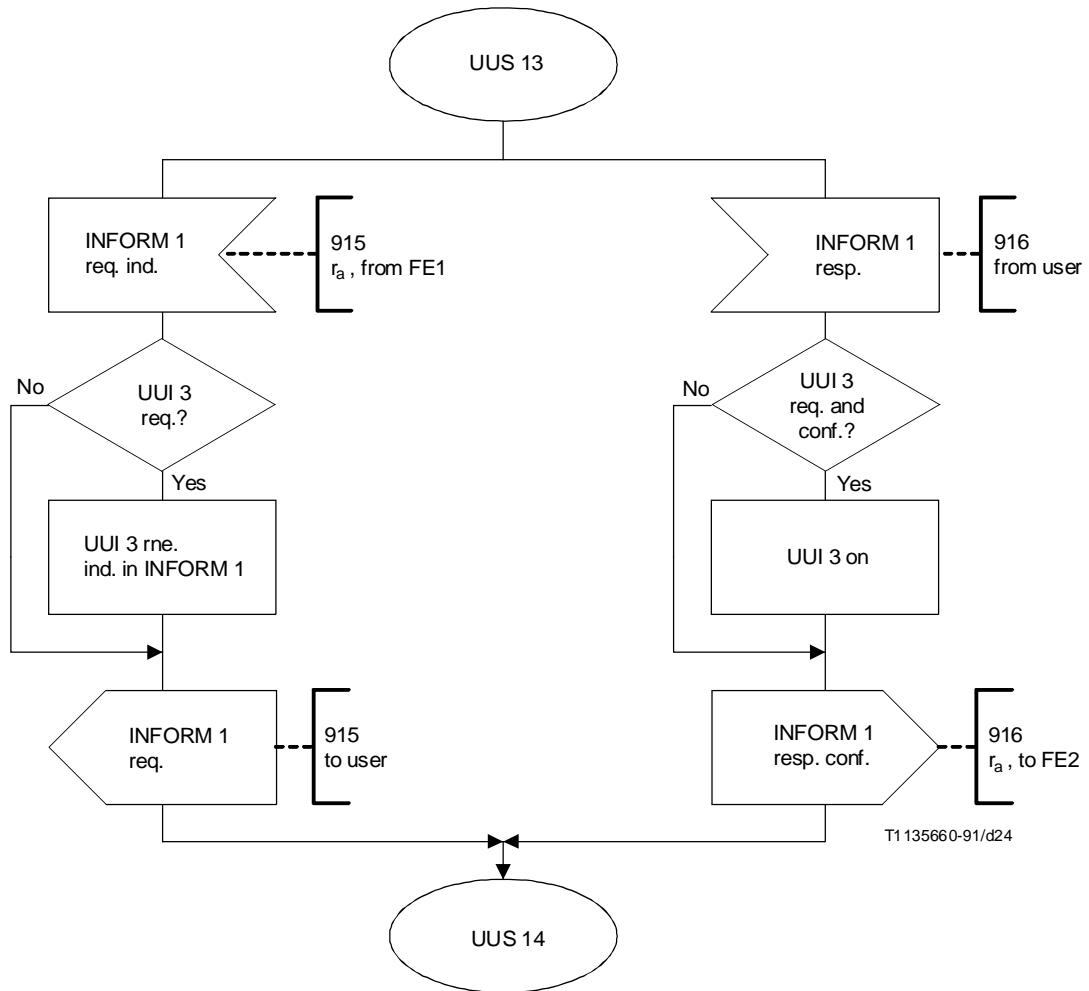 UUS 13
INFORM 1
req. ind.
915
rₐ , from FE1
INFORM 1
resp.
916
from user
No
UUI 3
req.?
Yes
No
UUI 3
req. and
conf.?
Yes
UUI 3 rne.
ind. in INFORM 1
UUI 3 on
INFORM 1
req.
915
to user
INFORM 1
resp. conf.
916
rₐ , to FE2
T1135660-91/d24
UUS 14